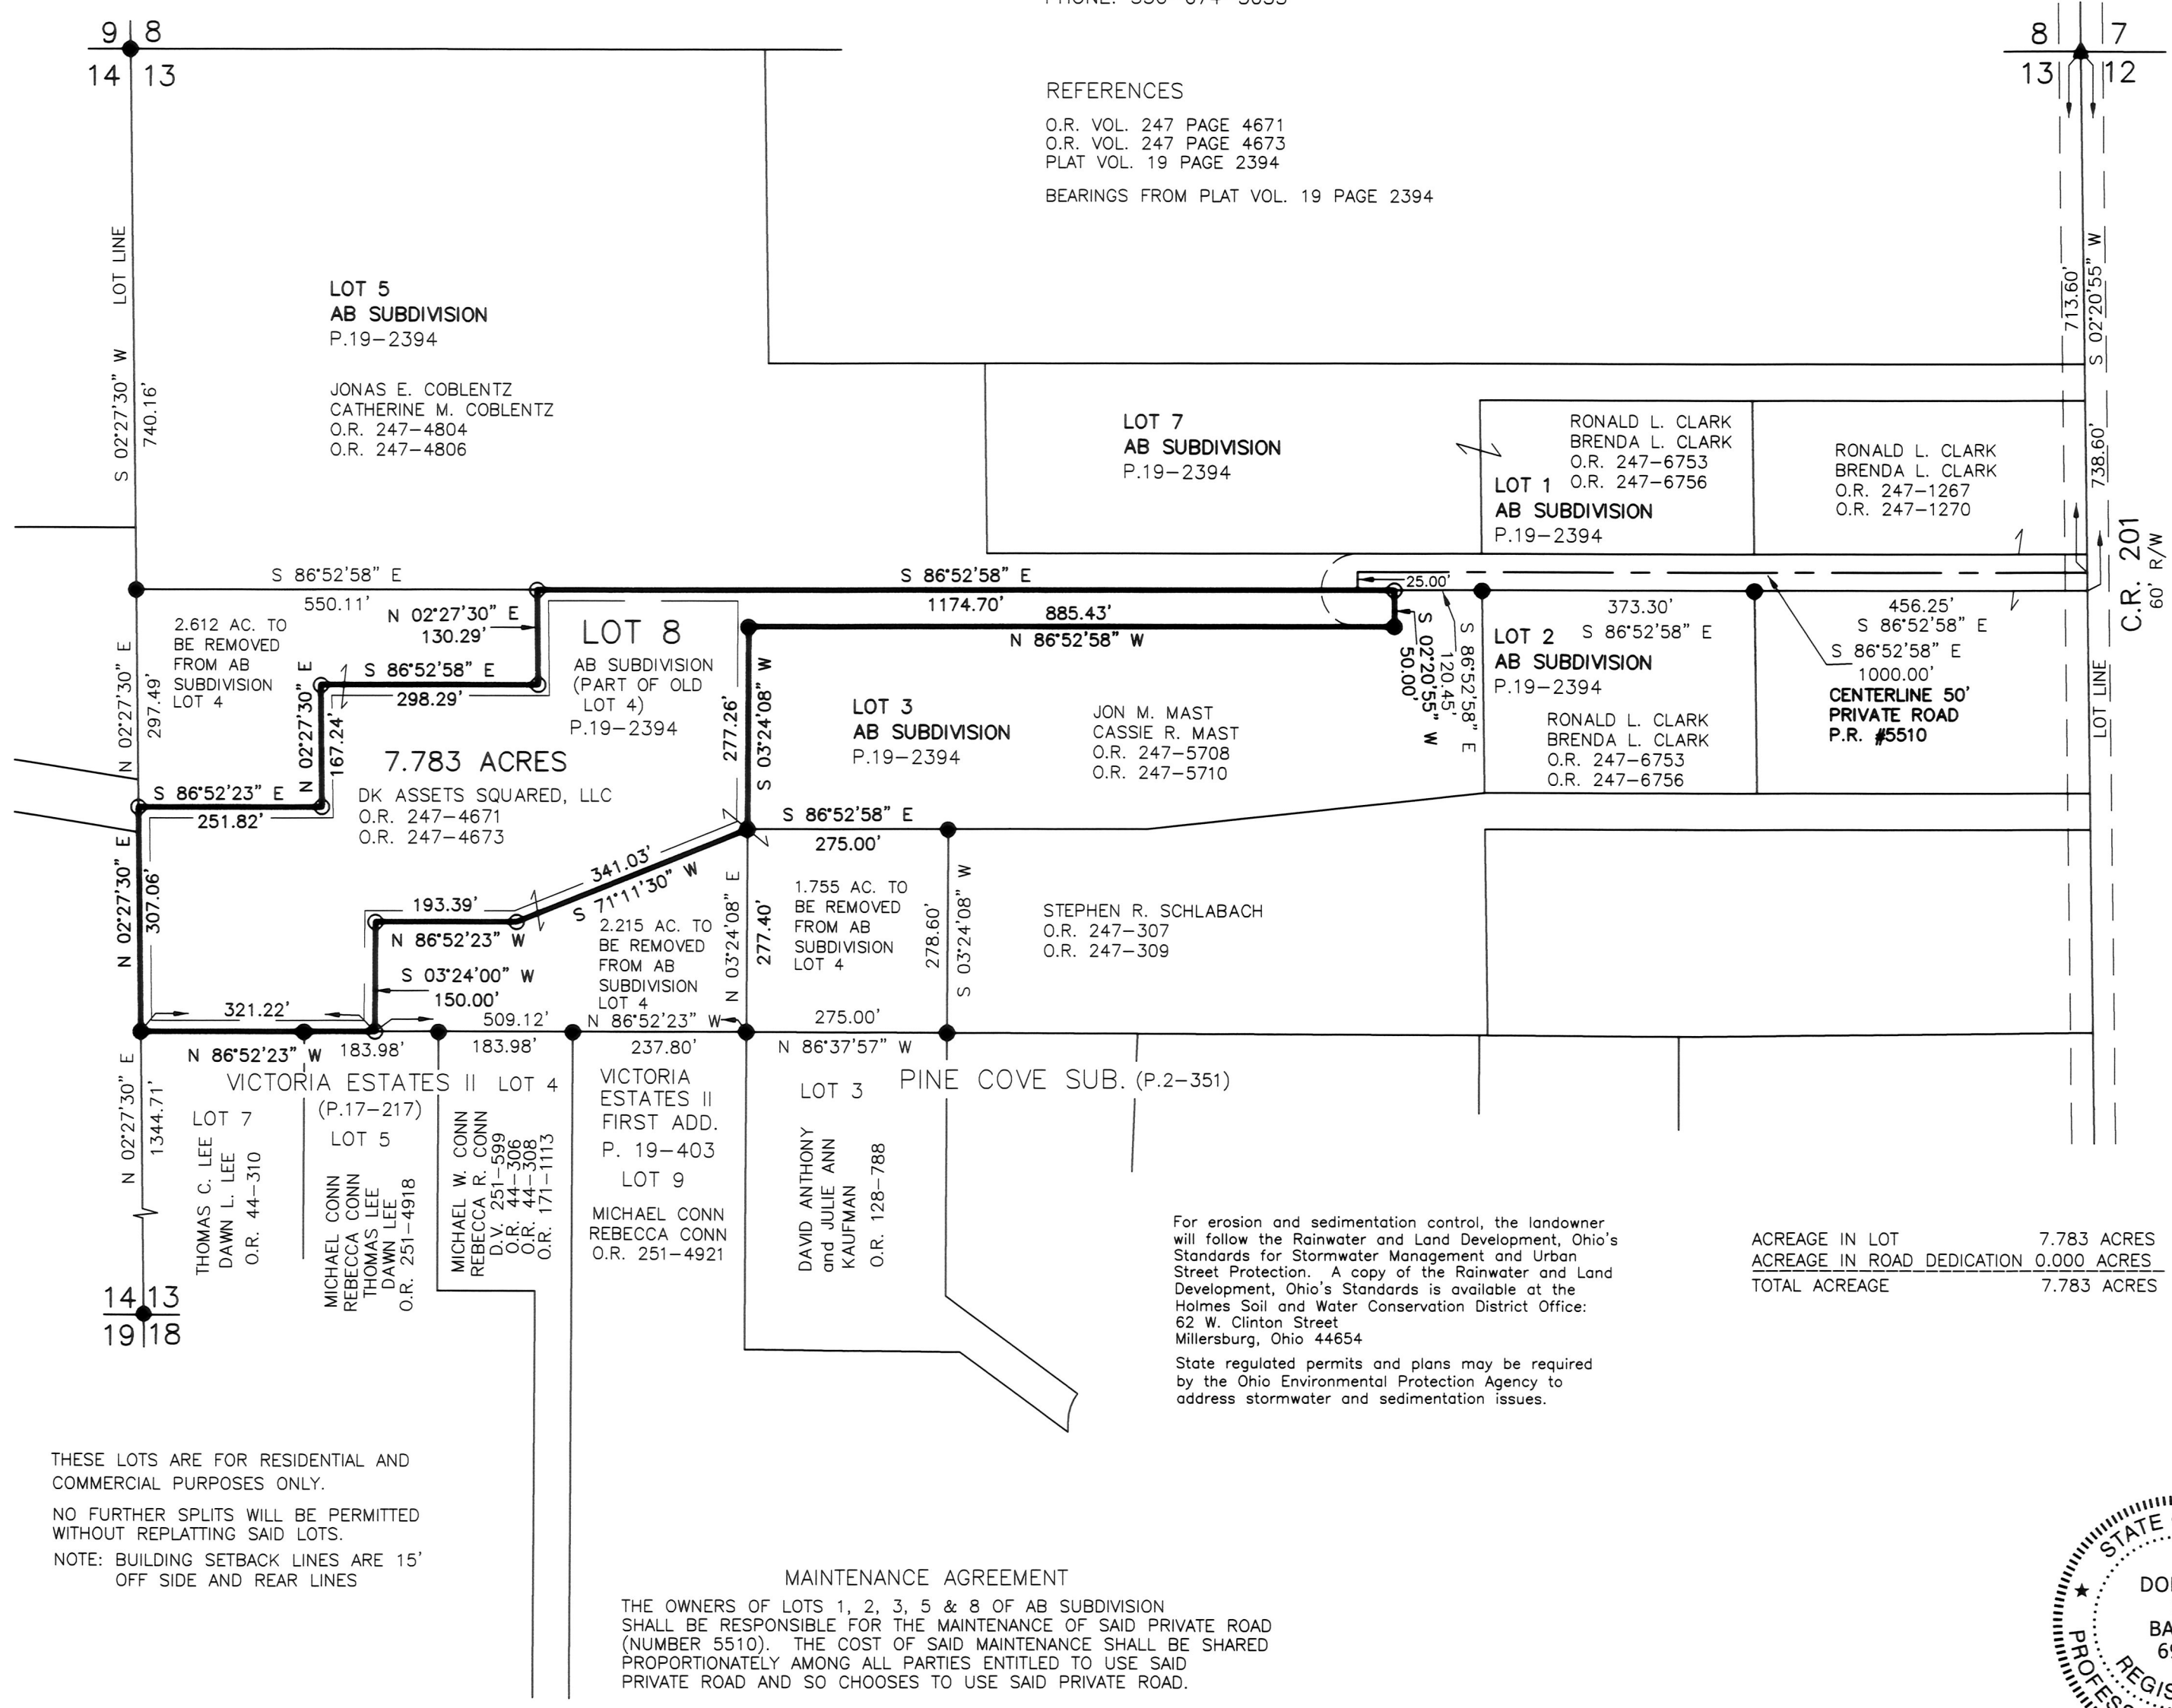 9 8
14 13
8 7
13 12
REFERENCES
O.R. VOL. 247 PAGE 4671
O.R. VOL. 247 PAGE 4673
PLAT VOL. 19 PAGE 2394
BEARINGS FROM PLAT VOL. 19 PAGE 2394
S 02°27'30" W LOT LINE
740.16'
LOT 5
AB SUBDIVISION
P.19-2394
JONAS E. COBLENTZ
CATHERINE M. COBLENTZ
O.R. 247-4804
O.R. 247-4806
LOT 7
AB SUBDIVISION
P.19-2394
RONALD L. CLARK
BRENDA L. CLARK
O.R. 247-6753
O.R. 247-6756
LOT 1
AB SUBDIVISION
P.19-2394
RONALD L. CLARK
BRENDA L. CLARK
O.R. 247-1267
O.R. 247-1270
713.60'
S 02°20'55" W
738.60'
C.R. 201
60' R/W
LOT LINE
S 86°52'58" E
550.11'
S 86°52'58" E
1174.70'
885.43'
N 86°52'58" W
25.00'
S 02°20'55" W
50.00'
S 86°52'58" E
120.45'
373.30'
S 86°52'58" E
456.25'
S 86°52'58" E
S 86°52'58" E
1000.00'
CENTERLINE 50'
PRIVATE ROAD
P.R. #5510
LOT 2
AB SUBDIVISION
P.19-2394
RONALD L. CLARK
BRENDA L. CLARK
O.R. 247-6753
O.R. 247-6756
N 02°27'30" E
297.49'
2.612 AC. TO
BE REMOVED
FROM AB
SUBDIVISION
LOT 4
N 02°27'30" E
130.29'
S 86°52'58" E
298.29'
N 02°27'30" E
167.24'
S 86°52'23" E
251.82'
LOT 8
AB SUBDIVISION
(PART OF OLD
LOT 4)
P.19-2394
7.783 ACRES
DK ASSETS SQUARED, LLC
O.R. 247-4671
O.R. 247-4673
277.26'
S 03°24'08" W
LOT 3
AB SUBDIVISION
P.19-2394
JON M. MAST
CASSIE R. MAST
O.R. 247-5708
O.R. 247-5710
S 86°52'58" E
275.00'
341.03'
S 71°11'30" W
N 02°27'30" E
307.06'
193.39'
N 86°52'23" W
S 03°24'00" W
150.00'
2.215 AC. TO
BE REMOVED
FROM AB
SUBDIVISION
LOT 4
N 03°24'08" E
277.40'
1.755 AC. TO
BE REMOVED
FROM AB
SUBDIVISION
LOT 4
278.60'
S 03°24'08" W
STEPHEN R. SCHLABACH
O.R. 247-307
O.R. 247-309
321.22'
509.12'
N 86°52'23" W
275.00'
N 86°52'23" W
183.98'
183.98'
237.80'
N 86°37'57" W
N 02°27'30" E
1344.71'
VICTORIA ESTATES II LOT 4
(P.17-217)
LOT 7
THOMAS C. LEE
DAWN L. LEE
O.R. 44-310
LOT 5
MICHAEL CONN
REBECCA CONN
THOMAS LEE
DAWN LEE
O.R. 251-4918
MICHAEL W. CONN
REBECCA R. CONN
D.V. 251-599
O.R. 44-306
O.R. 44-308
O.R. 171-1113
VICTORIA
ESTATES II
FIRST ADD.
P. 19-403
LOT 9
MICHAEL CONN
REBECCA CONN
O.R. 251-4921
LOT 3
PINE COVE SUB. (P.2-351)
DAVID ANTHONY
and JULIE ANN
KAUFMAN
O.R. 128-788
14 13
19 18
For erosion and sedimentation control, the landowner
will follow the Rainwater and Land Development, Ohio's
Standards for Stormwater Management and Urban
Street Protection. A copy of the Rainwater and Land
Development, Ohio's Standards is available at the
Holmes Soil and Water Conservation District Office:
62 W. Clinton Street
Millersburg, Ohio 44654
State regulated permits and plans may be required
by the Ohio Environmental Protection Agency to
address stormwater and sedimentation issues.
ACREAGE IN LOT 7.783 ACRES
ACREAGE IN ROAD DEDICATION 0.000 ACRES
TOTAL ACREAGE 7.783 ACRES
THESE LOTS ARE FOR RESIDENTIAL AND
COMMERCIAL PURPOSES ONLY.
NO FURTHER SPLITS WILL BE PERMITTED
WITHOUT REPLATTING SAID LOTS.
NOTE: BUILDING SETBACK LINES ARE 15'
OFF SIDE AND REAR LINES
MAINTENANCE AGREEMENT
THE OWNERS OF LOTS 1, 2, 3, 5 & 8 OF AB SUBDIVISION
SHALL BE RESPONSIBLE FOR THE MAINTENANCE OF SAID PRIVATE ROAD
(NUMBER 5510). THE COST OF SAID MAINTENANCE SHALL BE SHARED
PROPORTIONATELY AMONG ALL PARTIES ENTITLED TO USE SAID
PRIVATE ROAD AND SO CHOOSES TO USE SAID PRIVATE ROAD.
STATE